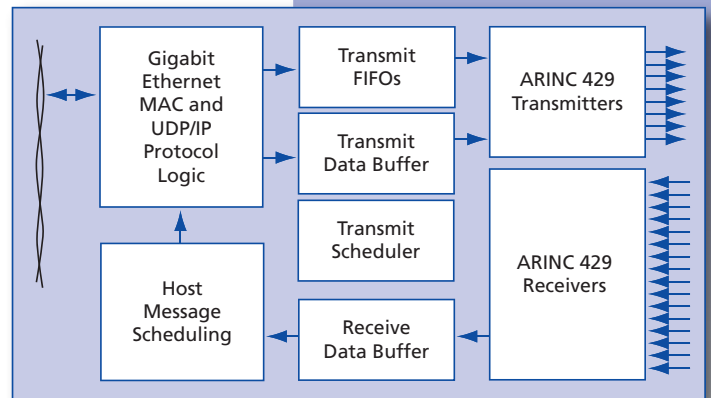 Gigabit
Ethernet
MAC and
UDP/IP
Protocol
Logic
Transmit
FIFOs
ARINC 429
Transmitters
Transmit
Data Buffer
Transmit
Scheduler
ARINC 429
Receivers
Host
Message
Scheduling
Receive
Data Buffer